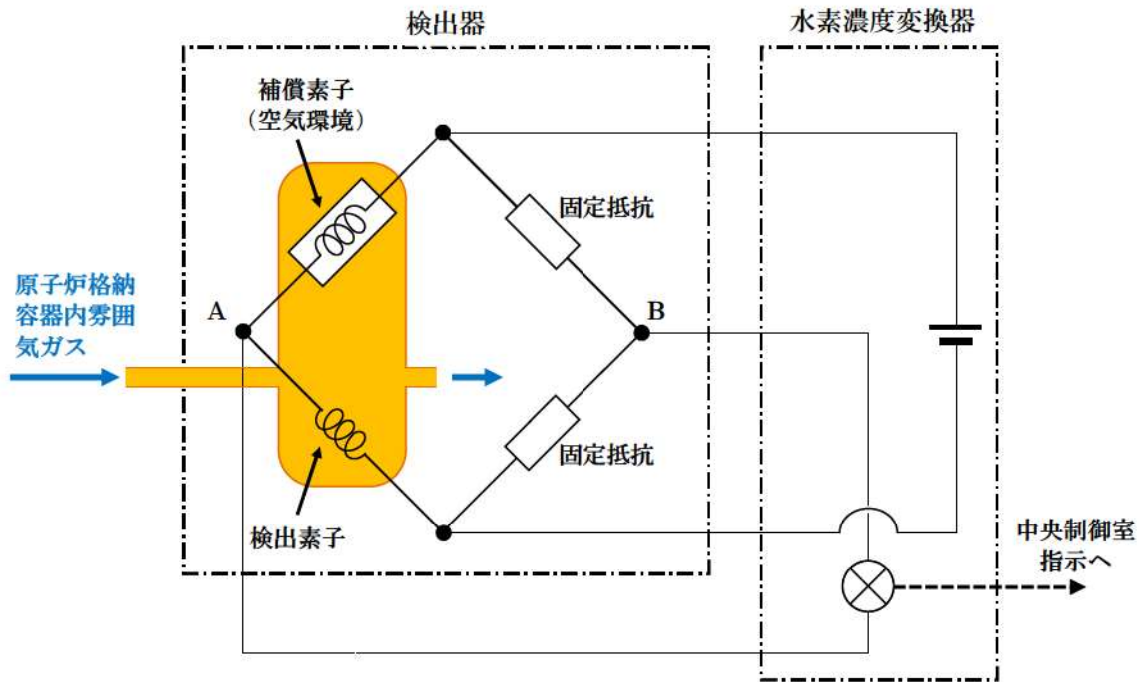 検出器
水素濃度変換器
補償素子
（空気環境）
固定抵抗
原子炉格納
容器内雰囲
気ガス
A
B
固定抵抗
検出素子
中央制御室
指示へ